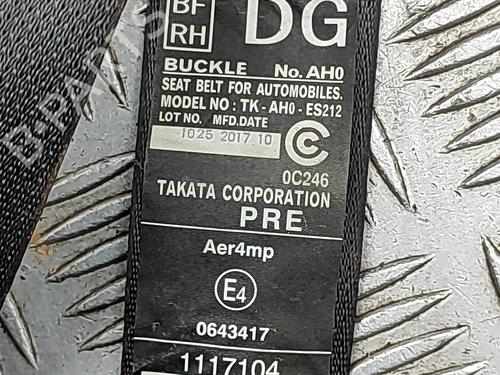 BF DG
RH
BUCKLE No. AH0
SEAT BELT FOR AUTOMOBILES.
MODEL NO : TK - AH0 - ES212
LOT NO. MFD.DATE
1025 2017 10
C
0C246
TAKATA CORPORATION
PRE
Aer4mp
E4
0643417
1117104
B-PARTS